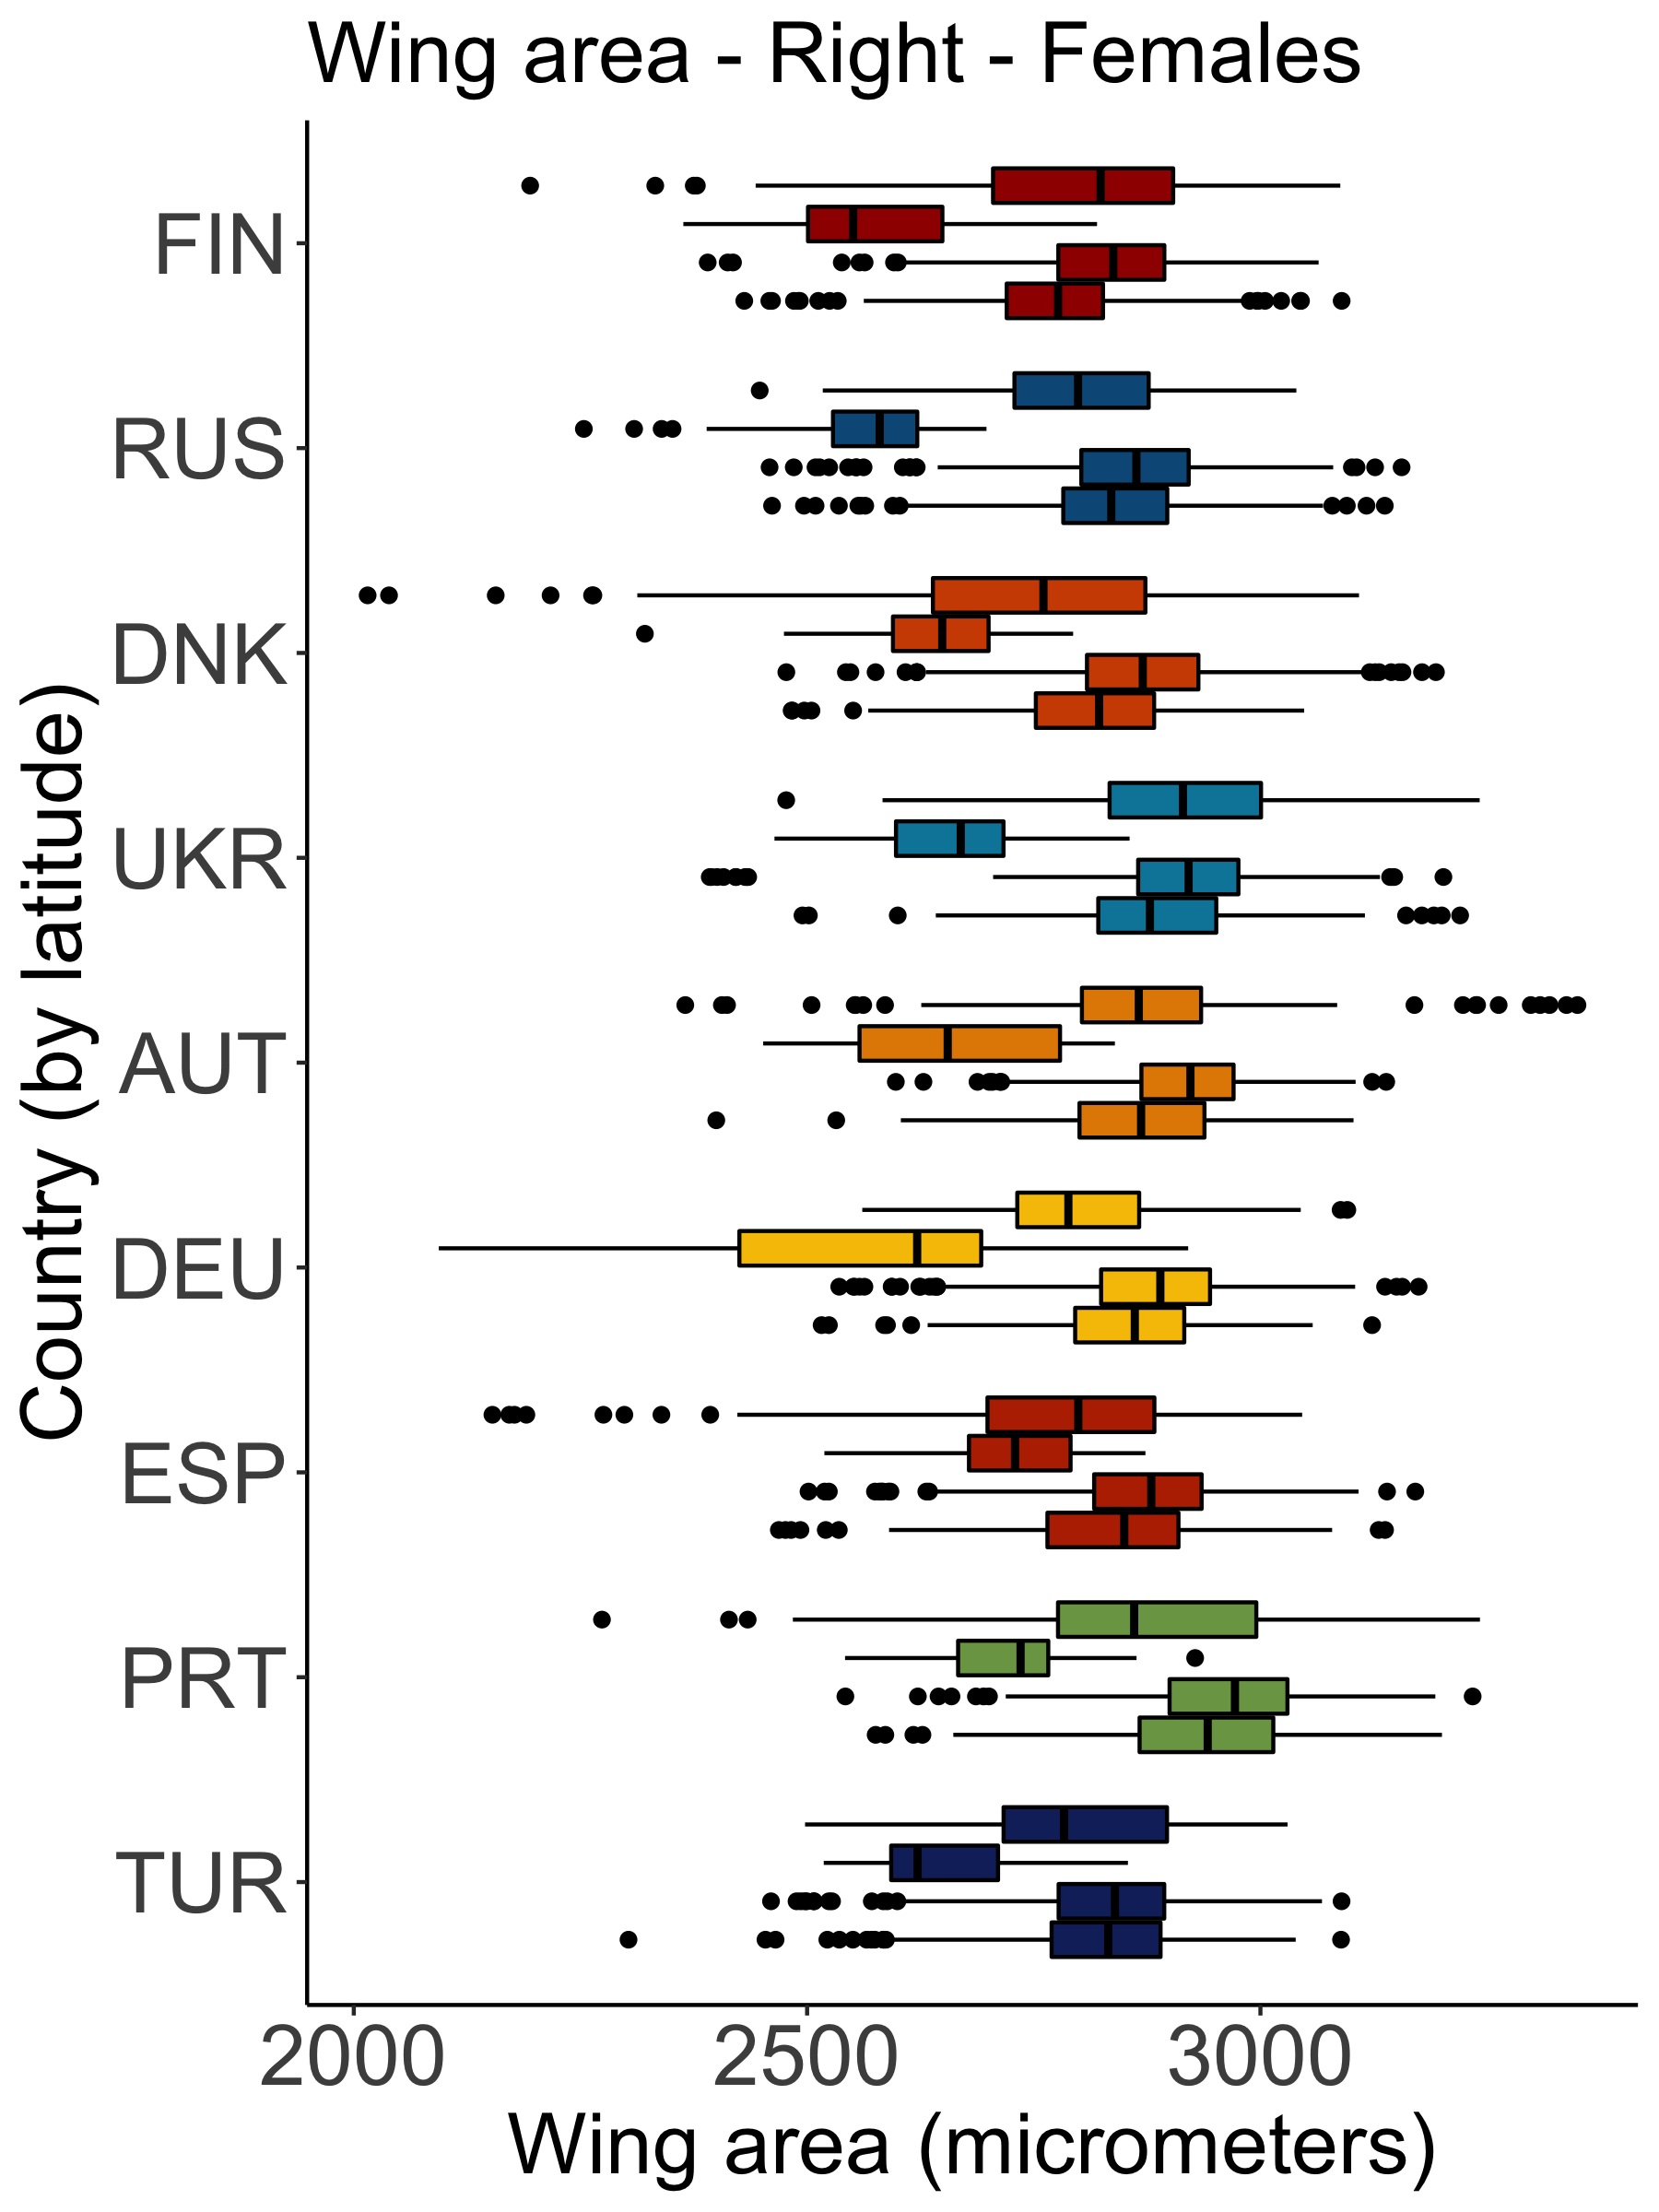 Wing area - Right - Females
Country (by latitude)
FIN
RUS
DNK
UKR
AUT
DEU
ESP
PRT
TUR
2000 2500 3000
Wing area (micrometers)